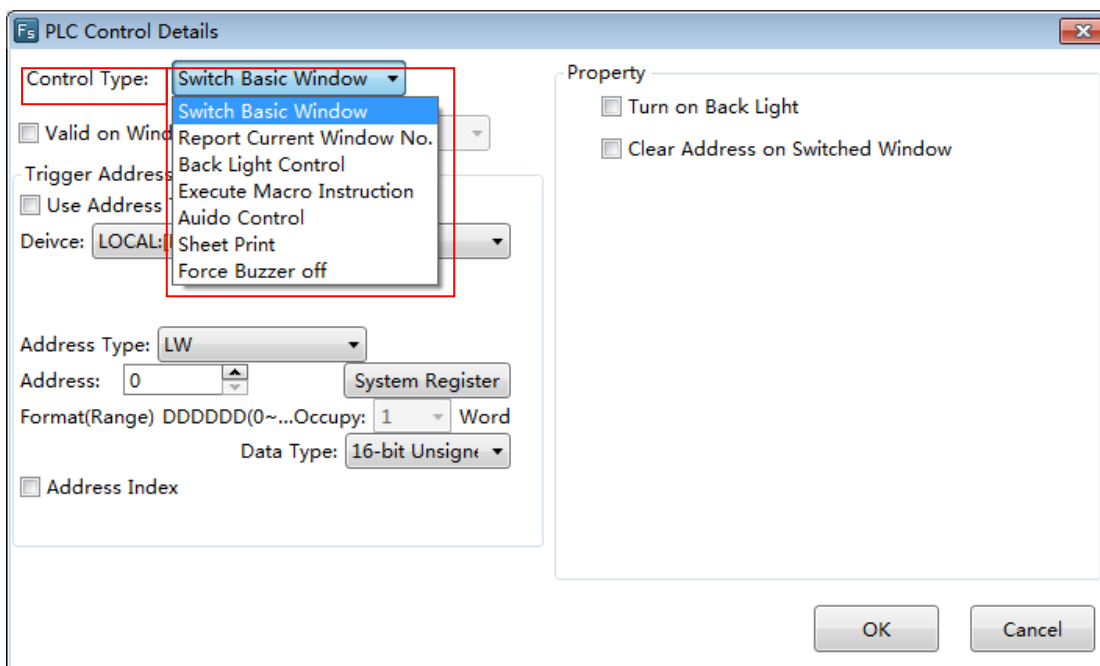 Fs PLC Control Details
Control Type: Switch Basic Window
Switch Basic Window
Report Current Window No.
Back Light Control
Execute Macro Instruction
Auido Control
Sheet Print
Force Buzzer off
Valid on Wind
Trigger Address
Use Address
Deivce: LOCAL:
Address Type: LW
Address: 0 System Register
Format(Range) DDDDDD(0~...Occupy: 1 Word
Data Type: 16-bit Unsigne
Address Index
Property
Turn on Back Light
Clear Address on Switched Window
OK Cancel